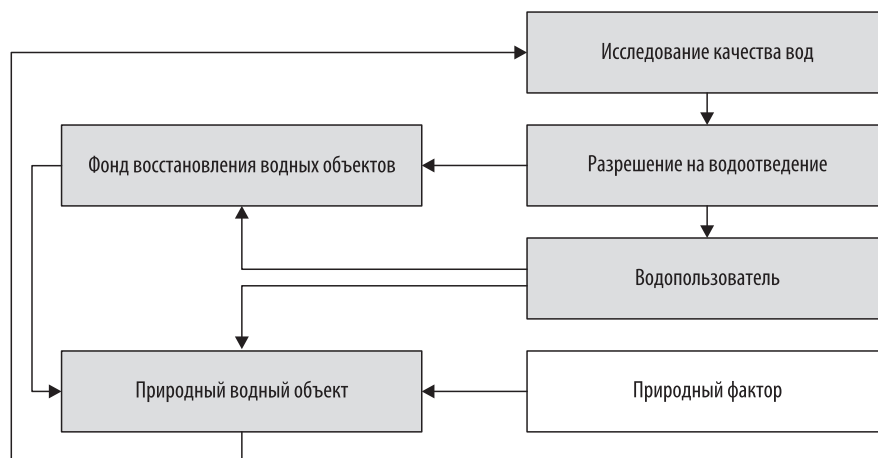 Исследование качества вод
Фонд восстановления водных объектов
Разрешение на водоотведение
Водопользователь
Природный водный объект
Природный фактор